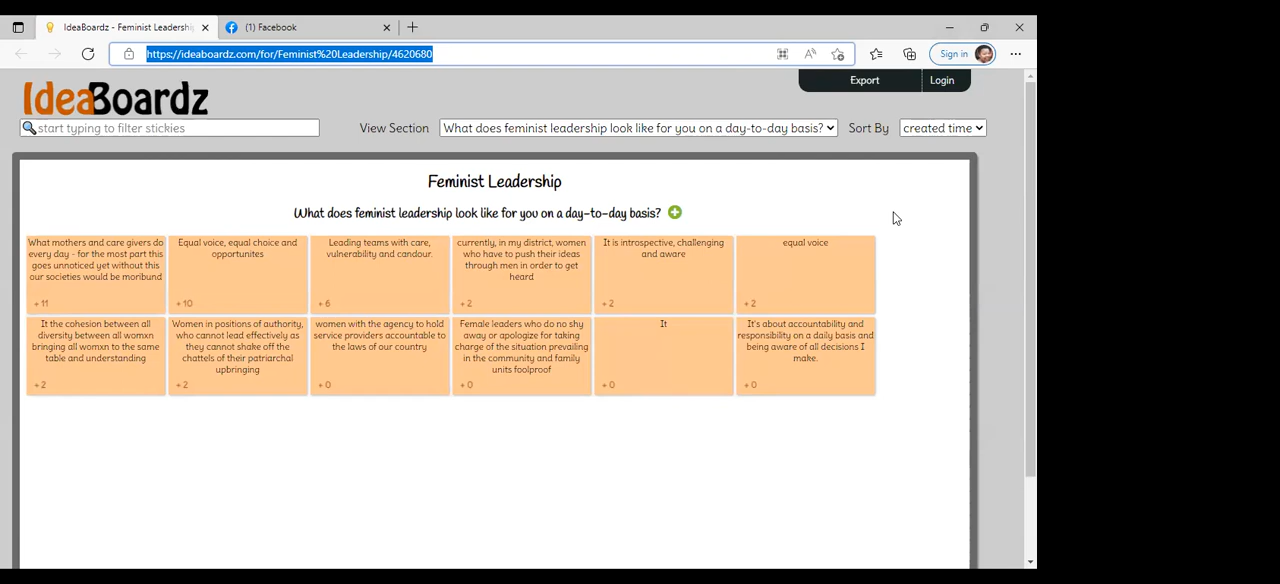 IdeaBoardz - Feminist Leadershi
(1) Facebook
https://ideaboardz.com/for/Feminist%20Leadership/4620680
Sign in
Export
Login
IdeaBoardz
start typing to filter stickies
View Section
What does feminist leadership look like for you on a day-to-day basis?
Sort By
created time
Feminist Leadership
What does feminist leadership look like for you on a day-to-day basis?
What mothers and care givers do
every day - for the most part this
goes unnoticed yet without this
our societies would be moribund
+11
Equal voice, equal choice and
opportunites
+10
Leading teams with care,
vulnerability and candour.
+6
currently, in my district, women
who have to push their ideas
through men in order to get
heard
+2
It is introspective, challenging
and aware
+2
equal voice
+2
It the cohesion between all
diversity between all womxn
bringing all womxn to the same
table and understanding
+2
Women in positions of authority,
who cannot lead effectively as
they cannot shake off the
chattels of their patriarchal
upbringing
+2
women with the agency to hold
service providers accountable to
the laws of our country
+0
Female leaders who do no shy
away or apologize for taking
charge of the situation prevailing
in the community and family
units foolproof
+0
It
+0
It's about accountability and
responsibility on a daily basis and
being aware of all decisions I
make.
+0